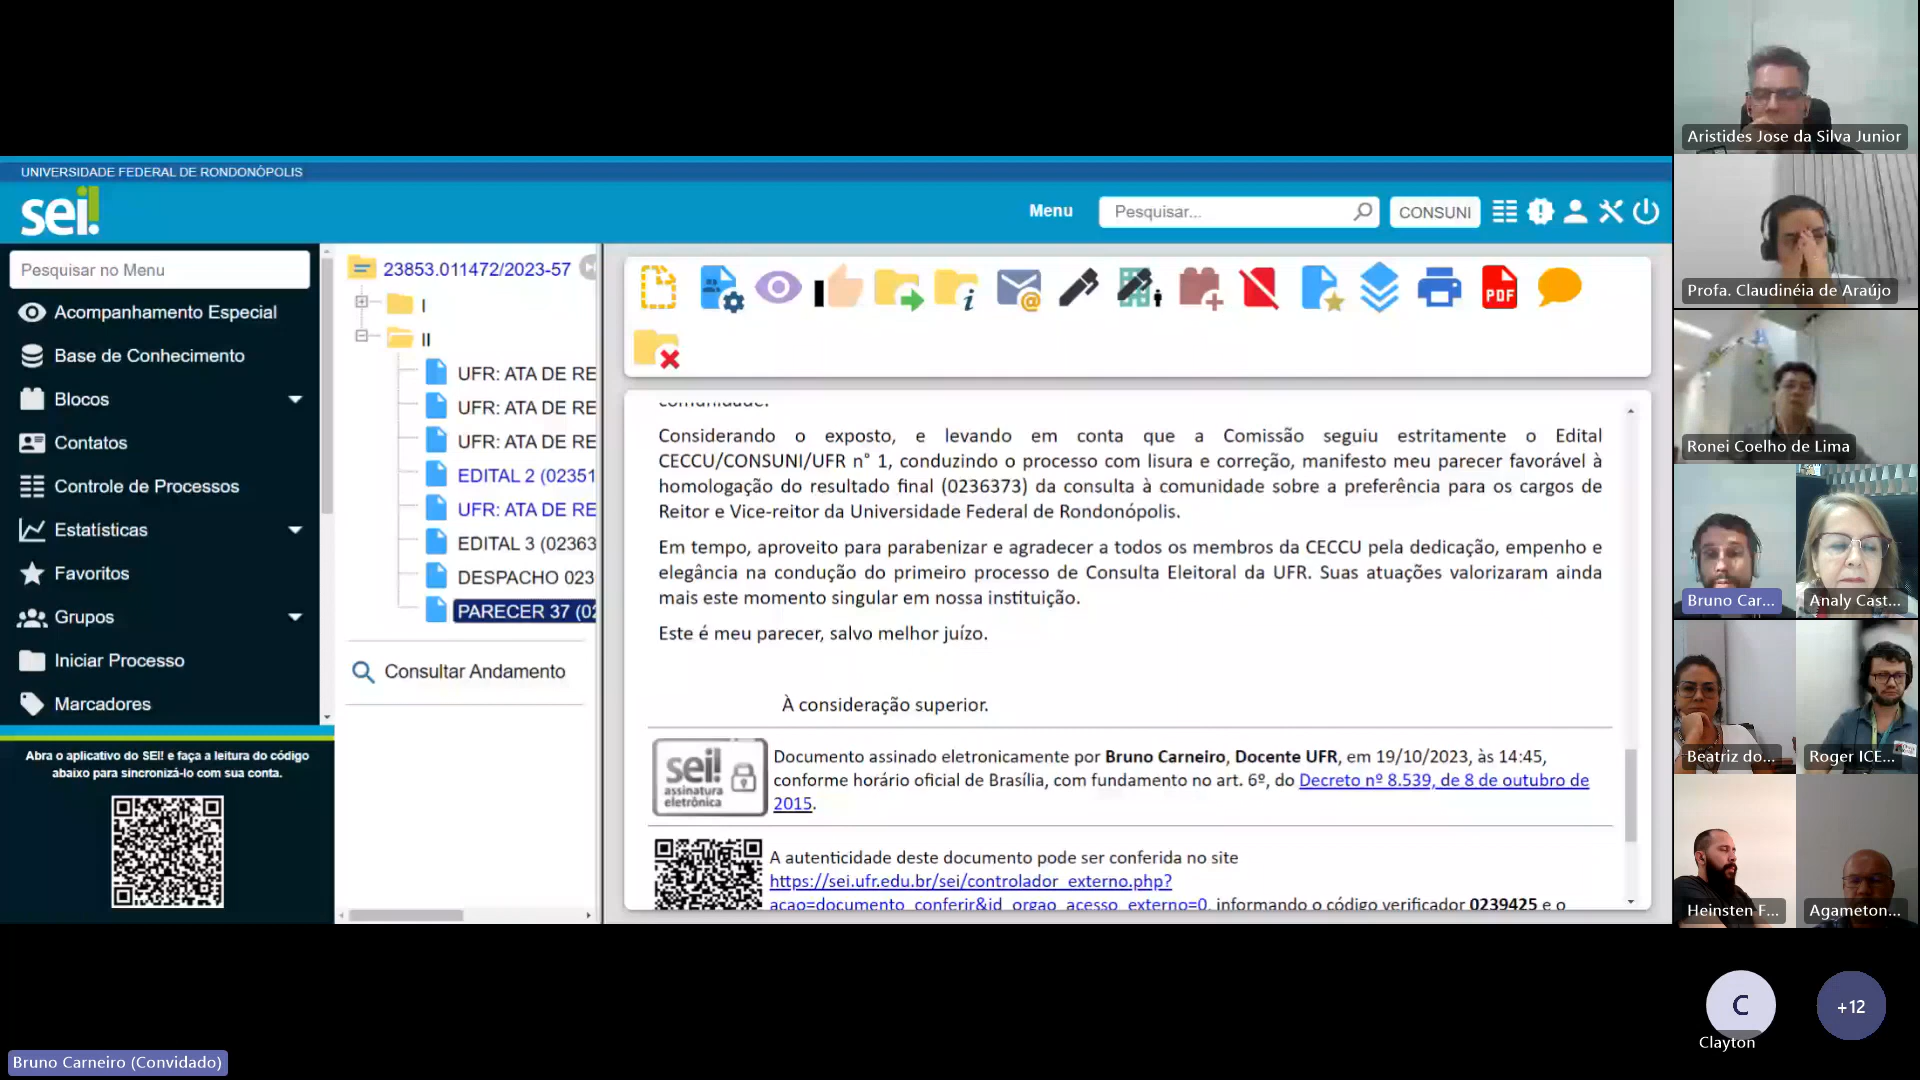 UNIVERSIDADE FEDERAL DE RONDONÓPOLIS
sei!
Menu
Pesquisar...
CONSUNI
Pesquisar no Menu
Acompanhamento Especial
Base de Conhecimento
Blocos
Contatos
Controle de Processos
Estatísticas
Favoritos
Grupos
Iniciar Processo
Marcadores
Abra o aplicativo do SEI! e faça a leitura do código
abaixo para sincronizá-lo com sua conta.
23853.011472/2023-57
I
II
UFR: ATA DE RE
UFR: ATA DE RE
UFR: ATA DE RE
EDITAL 2 (02351
UFR: ATA DE RE
EDITAL 3 (02363
DESPACHO 023
PARECER 37 (02
Consultar Andamento
PDF
comunidade.
Considerando o exposto, e levando em conta que a Comissão seguiu estritamente o Edital
CECCU/CONSUNI/UFR n° 1, conduzindo o processo com lisura e correção, manifesto meu parecer favorável à
homologação do resultado final (0236373) da consulta à comunidade sobre a preferência para os cargos de
Reitor e Vice-reitor da Universidade Federal de Rondonópolis.
Em tempo, aproveito para parabenizar e agradecer a todos os membros da CECCU pela dedicação, empenho e
elegância na condução do primeiro processo de Consulta Eleitoral da UFR. Suas atuações valorizaram ainda
mais este momento singular em nossa instituição.
Este é meu parecer, salvo melhor juízo.
À consideração superior.
sei!
assinatura
eletrônica
Documento assinado eletronicamente por Bruno Carneiro, Docente UFR, em 19/10/2023, às 14:45,
conforme horário oficial de Brasília, com fundamento no art. 6º, do Decreto nº 8.539, de 8 de outubro de
2015.
A autenticidade deste documento pode ser conferida no site
https://sei.ufr.edu.br/sei/controlador_externo.php?
acao=documento_conferir&id_orgao_acesso_externo=0, informando o código verificador 0239425 e o
Aristides Jose da Silva Junior
Profa. Claudinéia de Araújo
Ronei Coelho de Lima
Bruno Car...
Analy Cast...
Beatriz do...
Roger ICE...
Heinsten F...
Agameton...
C
Clayton
+12
Bruno Carneiro (Convidado)